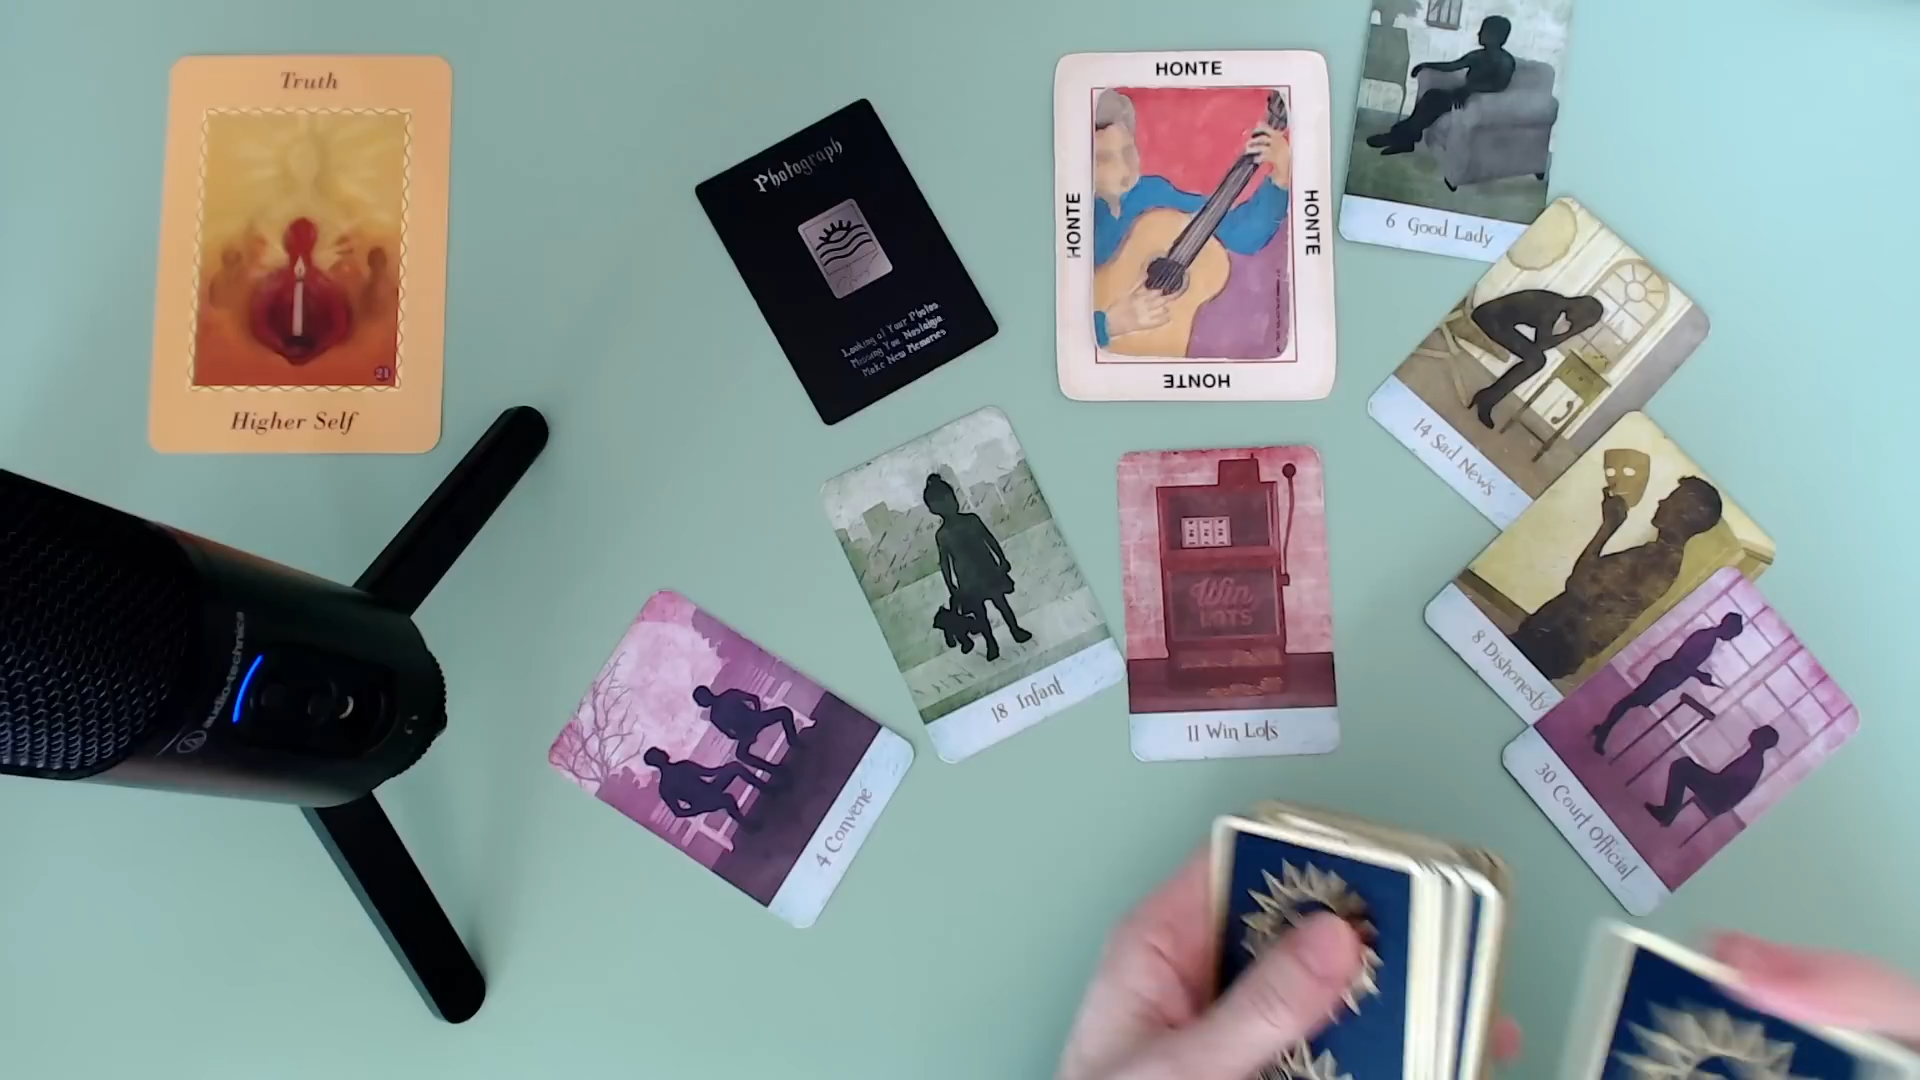 Truth
Higher Self
21
Photograph
Looking at Your Photos
Missing You Nostalgia
Make New Memories
HONTE
HONTE
HONTE
HONTE
6 Good Lady
14 Sad News
8 Dishonesty
30 Court Official
18 Infant
Win
LOTS
11 Win Lots
4 Convene
audio-technica